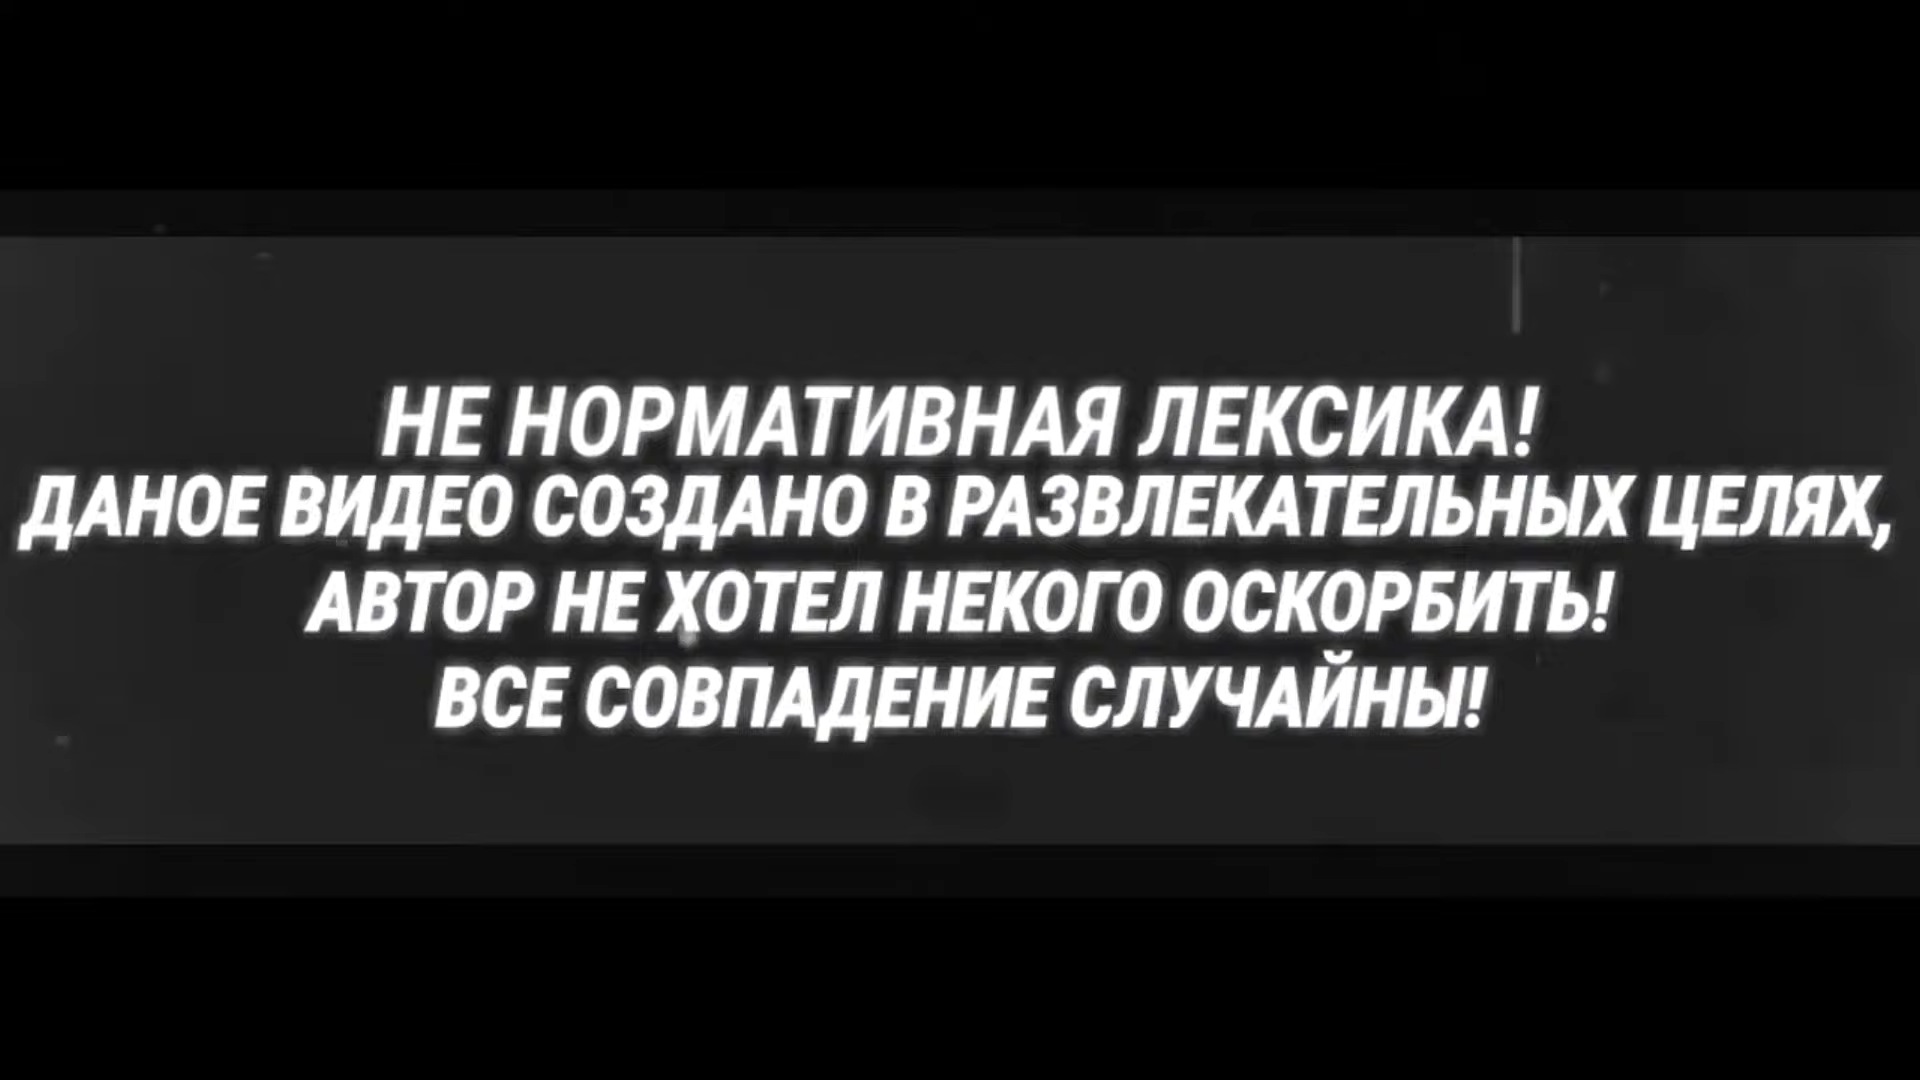 НЕ НОРМАТИВНАЯ ЛЕКСИКА!
ДАНОЕ ВИДЕО СОЗДАНО В РАЗВЛЕКАТЕЛЬНЫХ ЦЕЛЯХ,
АВТОР НЕ ХОТЕЛ НЕКОГО ОСКОРБИТЬ!
ВСЕ СОВПАДЕНИЕ СЛУЧАЙНЫ!